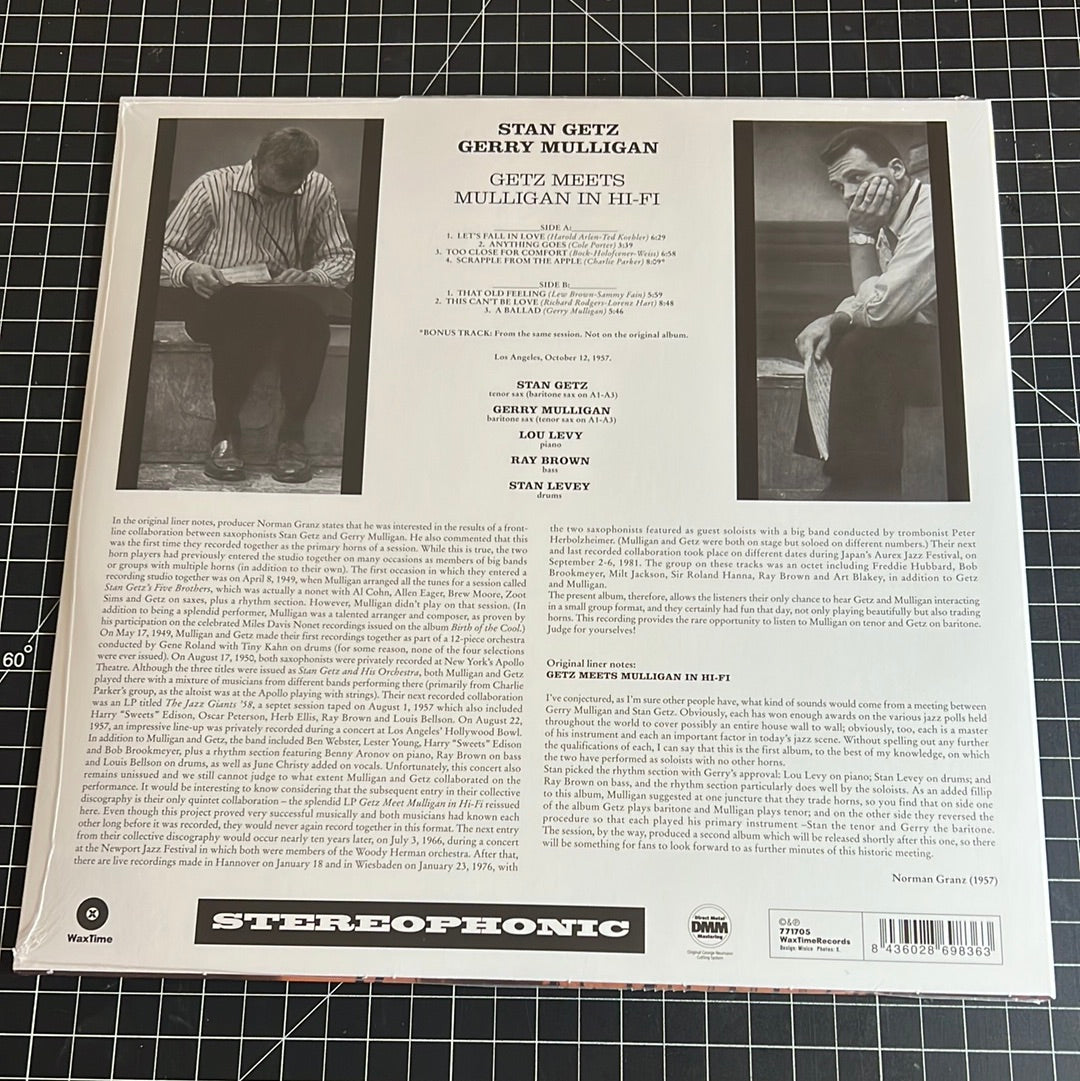 STAN GETZ
GERRY MULLIGAN
GETZ MEETS
MULLIGAN IN HI-FI
SIDE A:
1. LET'S FALL IN LOVE (Harold Arlen-Ted Koehler) 6:29
2. ANYTHING GOES (Cole Porter) 3:39
3. TOO CLOSE FOR COMFORT (Bock-Holofcener-Weiss) 6:58
4. SCRAPPLE FROM THE APPLE (Charlie Parker) 8:09*
SIDE B:
1. THAT OLD FEELING (Lew Brown-Sammy Fain) 5:59
2. THIS CAN'T BE LOVE (Richard Rodgers-Lorenz Hart) 8:48
3. A BALLAD (Gerry Mulligan) 5:46
*BONUS TRACK: From the same session. Not on the original album.
Los Angeles, October 12, 1957.
STAN GETZ
tenor sax (baritone sax on A1-A3)
GERRY MULLIGAN
baritone sax (tenor sax on A1-A3)
LOU LEVY
piano
RAY BROWN
bass
STAN LEVEY
drums
In the original liner notes, producer Norman Granz states that he was interested in the results of a front-
line collaboration between saxophonists Stan Getz and Gerry Mulligan. He also commented that this
was the first time they recorded together as the primary horns of a session. While this is true, the two
horn players had previously entered the studio together on many occasions as members of big bands
or groups with multiple horns (in addition to their own). The first occasion in which they entered a
recording studio together was on April 8, 1949, when Mulligan arranged all the tunes for a session called
Stan Getz's Five Brothers, which was actually a nonet with Al Cohn, Allen Eager, Brew Moore, Zoot
Sims and Getz on saxes, plus a rhythm section. However, Mulligan didn't play on that session. (In
addition to being a splendid performer, Mulligan was a talented arranger and composer, as proven by
his participation on the celebrated Miles Davis Nonet recordings issued on the album Birth of the Cool.)
On May 17, 1949, Mulligan and Getz made their first recordings together as part of a 12-piece orchestra
conducted by Gene Roland with Tiny Kahn on drums (for some reason, none of the four selections
were ever issued). On August 17, 1950, both saxophonists were privately recorded at New York's Apollo
Theatre. Although the three titles were issued as Stan Getz and His Orchestra, both Mulligan and Getz
played there with a mixture of musicians from different bands performing there (primarily from Charlie
Parker's group, as the altoist was at the Apollo playing with strings). Their next recorded collaboration
was an LP titled The Jazz Giants '58, a septet session taped on August 1, 1957 which also included
Harry "Sweets" Edison, Oscar Peterson, Herb Ellis, Ray Brown and Louis Bellson. On August 22,
1957, an impressive line-up was privately recorded during a concert at Los Angeles' Hollywood Bowl.
In addition to Mulligan and Getz, the band included Ben Webster, Lester Young, Harry "Sweets" Edison
and Bob Brookmeyer, plus a rhythm section featuring Benny Aronov on piano, Ray Brown on bass
and Louis Bellson on drums, as well as June Christy added on vocals. Unfortunately, this concert also
remains unissued and we still cannot judge to what extent Mulligan and Getz collaborated on the
performance. It would be interesting to know considering that the subsequent entry in their collective
discography is their only quintet collaboration – the splendid LP Getz Meet Mulligan in Hi-Fi reissued
here. Even though this project proved very successful musically and both musicians had known each
other long before it was recorded, they would never again record together in this format. The next entry
from their collective discography would occur nearly ten years later, on July 3, 1966, during a concert
at the Newport Jazz Festival in which both were members of the Woody Herman orchestra. After that,
there are live recordings made in Hannover on January 18 and in Wiesbaden on January 23, 1976, with
the two saxophonists featured as guest soloists with a big bad conducted by trombonist Peter
Herbolzheimer. (Mulligan and Getz were both on stage but soloed on different numbers.) Their next
and last recorded collaboration took place on different dates during Japan's Aurex Jazz Festival, on
September 2-6, 1981. The group on these tracks was an octet including Freddie Hubbard, Bob
Brookmeyer, Milt Jackson, Sir Roland Hanna, Ray Brown and Art Blakey, in addition to Getz
and Mulligan.
The present album, therefore, allows the listeners their only chance to hear Getz and Mulligan interacting
in a small group format, and they certainly had fun that day, not only playing beautifully but also trading
horns. This recording provides the rare opportunity to listen to Mulligan on tenor and Getz on baritone.
Judge for yourselves!
Original liner notes:
GETZ MEETS MULLIGAN IN HI-FI
I've conjectured, as I'm sure other people have, what kind of sounds would come from a meeting between
Gerry Mulligan and Stan Getz. Obviously, each has won enough awards on the various jazz polls held
throughout the world to cover possibly an entire house wall to wall; obviously, too, each is a master
of his instrument and each an important factor in today's jazz scene. Without spelling out any further
the qualifications of each, I can say that this is the first album, to the best of my knowledge, on which
the two have performed as soloists with no other horns.
Stan picked the rhythm section with Gerry's approval: Lou Levy on piano; Stan Levey on drums; and
Ray Brown on bass, and the rhythm section particularly does well by the soloists. As an added fillip
to this album, Mulligan suggested at one juncture that they trade horns, so you find that on side one
of the album Getz plays baritone and Mulligan plays tenor; and on the other side they reversed the
procedure so that each played his primary instrument –Stan the tenor and Gerry the baritone.
The session, by the way, produced a second album which will be released shortly after this one, so there
will be something for fans to look forward to as further minutes of this historic meeting.
Norman Granz (1957)
60°
WaxTime
STEREOPHONIC
Direct Metal
DMM
Mastering
Original George Neumann
Cutting System
©&℗
771705
WaxTimeRecords
Design: Minico Photos: X.
8 436028 698363